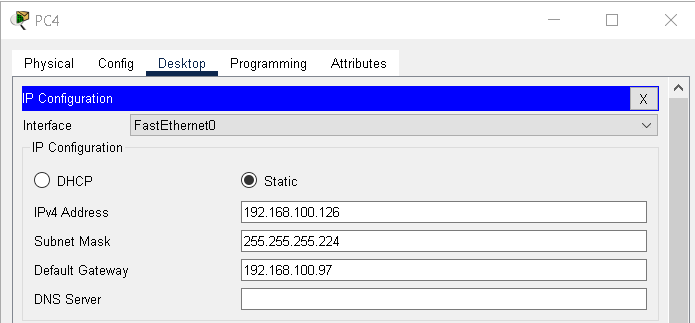 PC4
Physical Config Desktop Programming Attributes
IP Configuration X
Interface FastEthernet0
IP Configuration
DHCP Static
IPv4 Address 192.168.100.126
Subnet Mask 255.255.255.224
Default Gateway 192.168.100.97
DNS Server